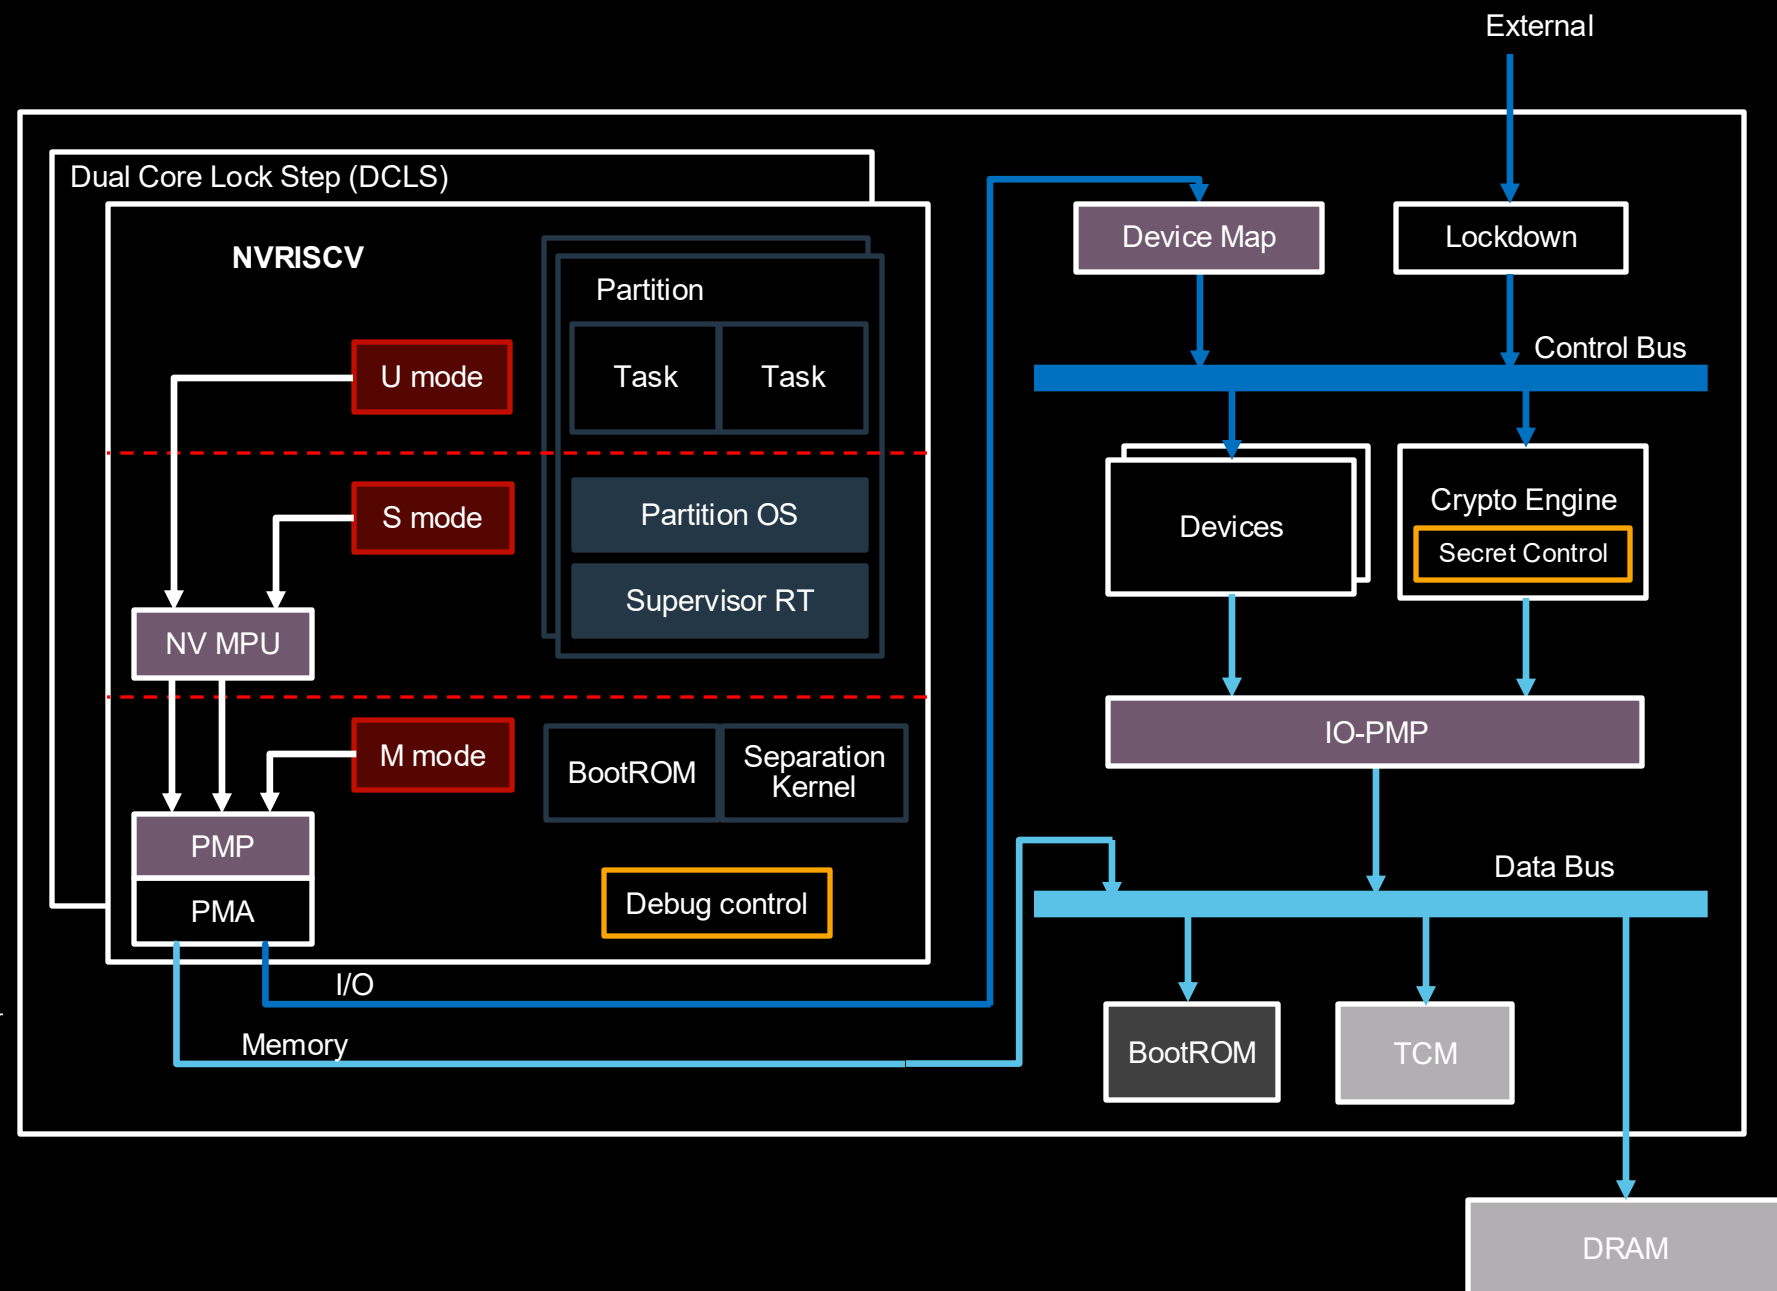 External
Dual Core Lock Step (DCLS)
NVRISCV
Partition
Task
Task
U mode
S mode
Partition OS
Supervisor RT
NV MPU
M mode
BootROM
Separation
Kernel
PMP
PMA
Debug control
I/O
Memory
Device Map
Lockdown
Control Bus
Devices
Crypto Engine
Secret Control
IO-PMP
Data Bus
BootROM
TCM
DRAM